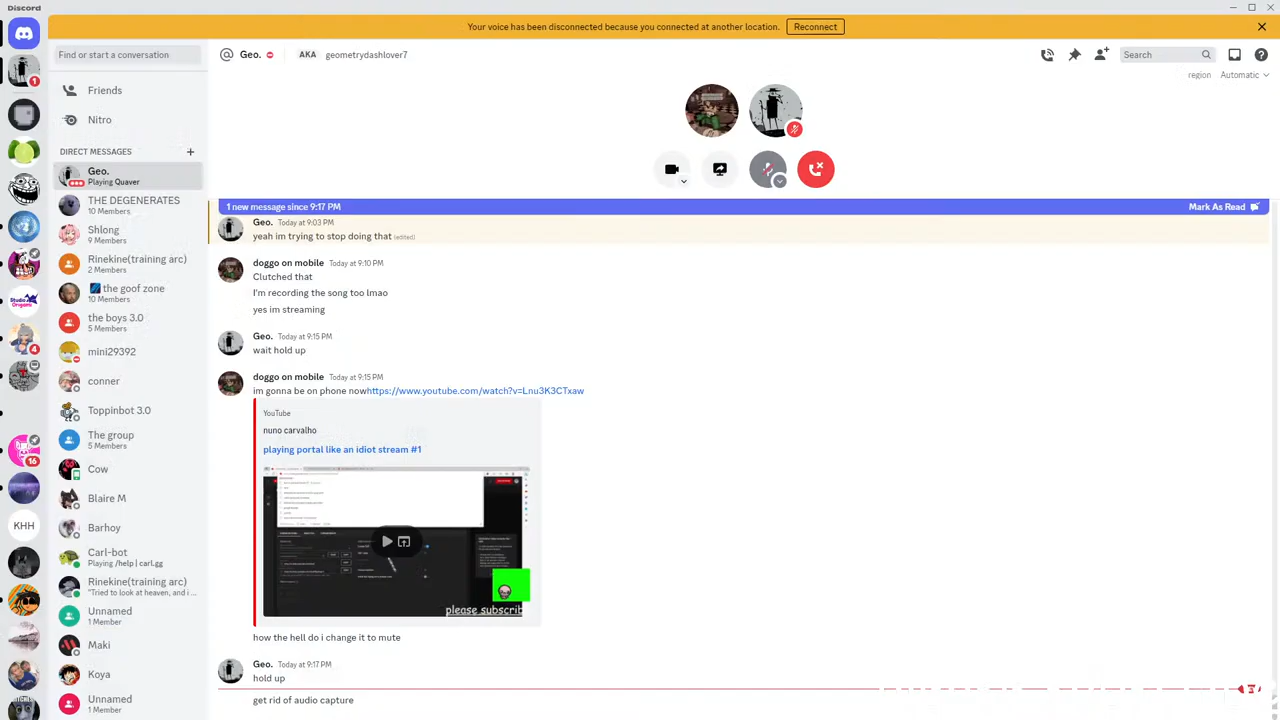 Discord
Your voice has been disconnected because you connected at another location. Reconnect
Find or start a conversation
Geo.
AKA geometrydashlover7
Search
region Automatic
1
Friends
Nitro
DIRECT MESSAGES
Geo.
Playing Quaver
THE DEGENERATES
10 Members
Shlong
9 Members
Rinekine(training arc)
2 Members
the goof zone
10 Members
the boys 3.0
5 Members
mini29392
conner
Toppinbot 3.0
The group
5 Members
Cow
Blaire M
Barhoy
Playing /help | carl.gg
Rinekine(training arc)
"Tried to look at heaven, and i ...
Unnamed
1 Member
Maki
Koya
Unnamed
1 Member
Studio
Origami
4
16
KHH
1 new message since 9:17 PM
Mark As Read
Geo. Today at 9:03 PM
yeah im trying to stop doing that (edited)
doggo on mobile Today at 9:10 PM
Clutched that
I'm recording the song too lmao
yes im streaming
Geo. Today at 9:15 PM
wait hold up
doggo on mobile Today at 9:15 PM
im gonna be on phone nowhttps://www.youtube.com/watch?v=Lnu3K3CTxaw
YouTube
nuno carvalho
playing portal like an idiot stream #1
please subscrib
how the hell do i change it to mute
Geo. Today at 9:17 PM
hold up
get rid of audio capture